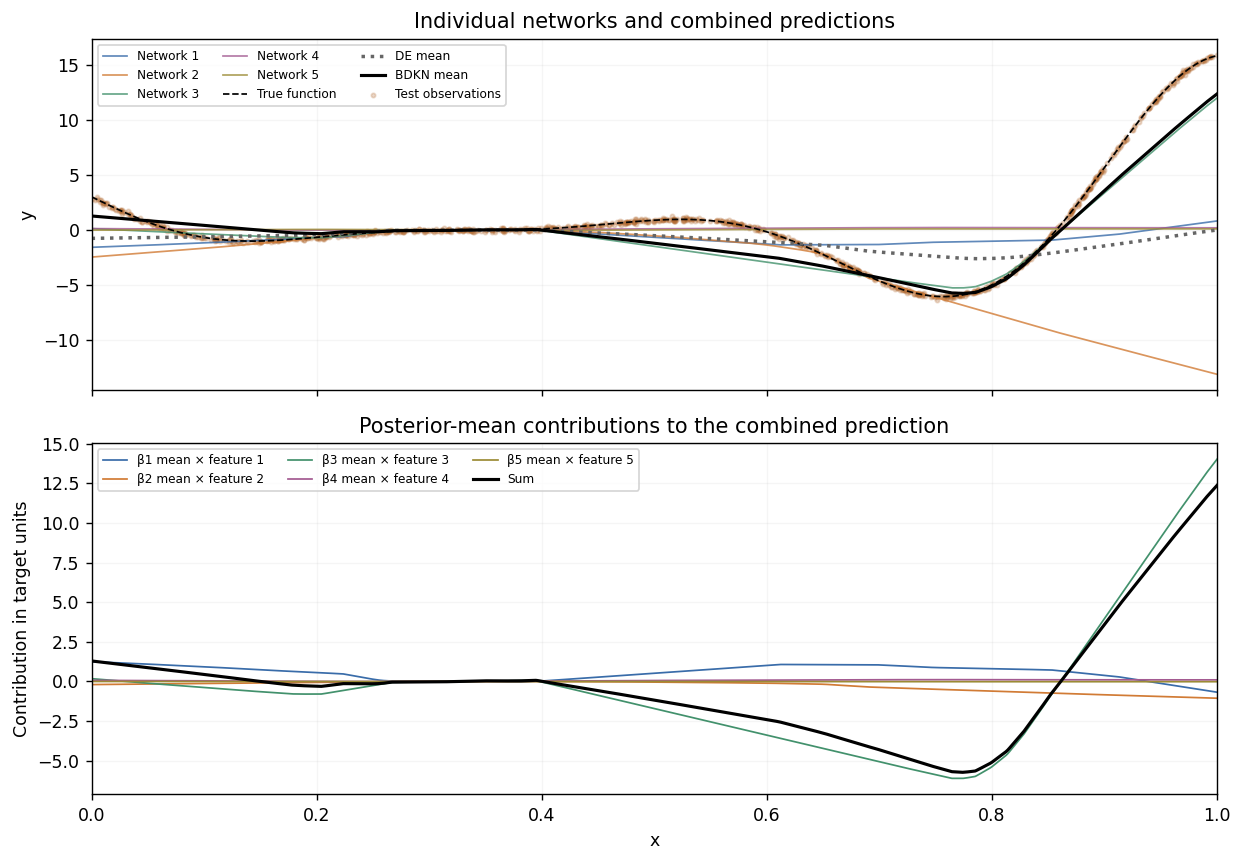 Individual networks and combined predictions
Network 1
Network 2
Network 3
Network 4
Network 5
True function
DE mean
BDKN mean
Test observations
15
10
5
0
−5
−10
y
Posterior-mean contributions to the combined prediction
β1 mean × feature 1
β2 mean × feature 2
β3 mean × feature 3
β4 mean × feature 4
β5 mean × feature 5
Sum
15.0
12.5
10.0
7.5
5.0
2.5
0.0
−2.5
−5.0
Contribution in target units
0.0 0.2 0.4 0.6 0.8 1.0
x